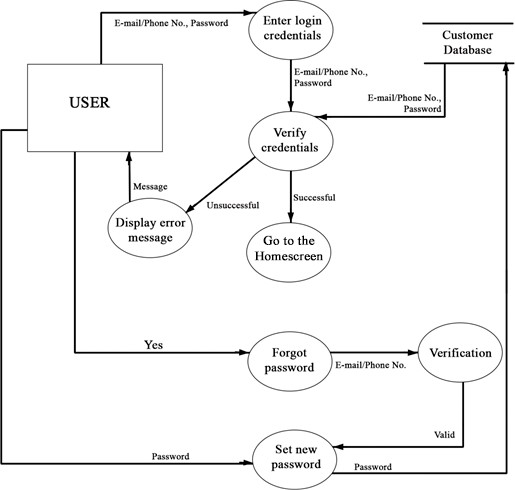 E-mail/Phone No., Password
Enter login
credentials
Customer
Database
E-mail/Phone No.,
Password
E-mail/Phone No.,
Password
USER
Verify
credentials
Message
Unsuccessful
Successful
Display error
message
Go to the
Homescreen
Yes
Forgot
password
E-mail/Phone No.
Verification
Valid
Password
Set new
password
Password